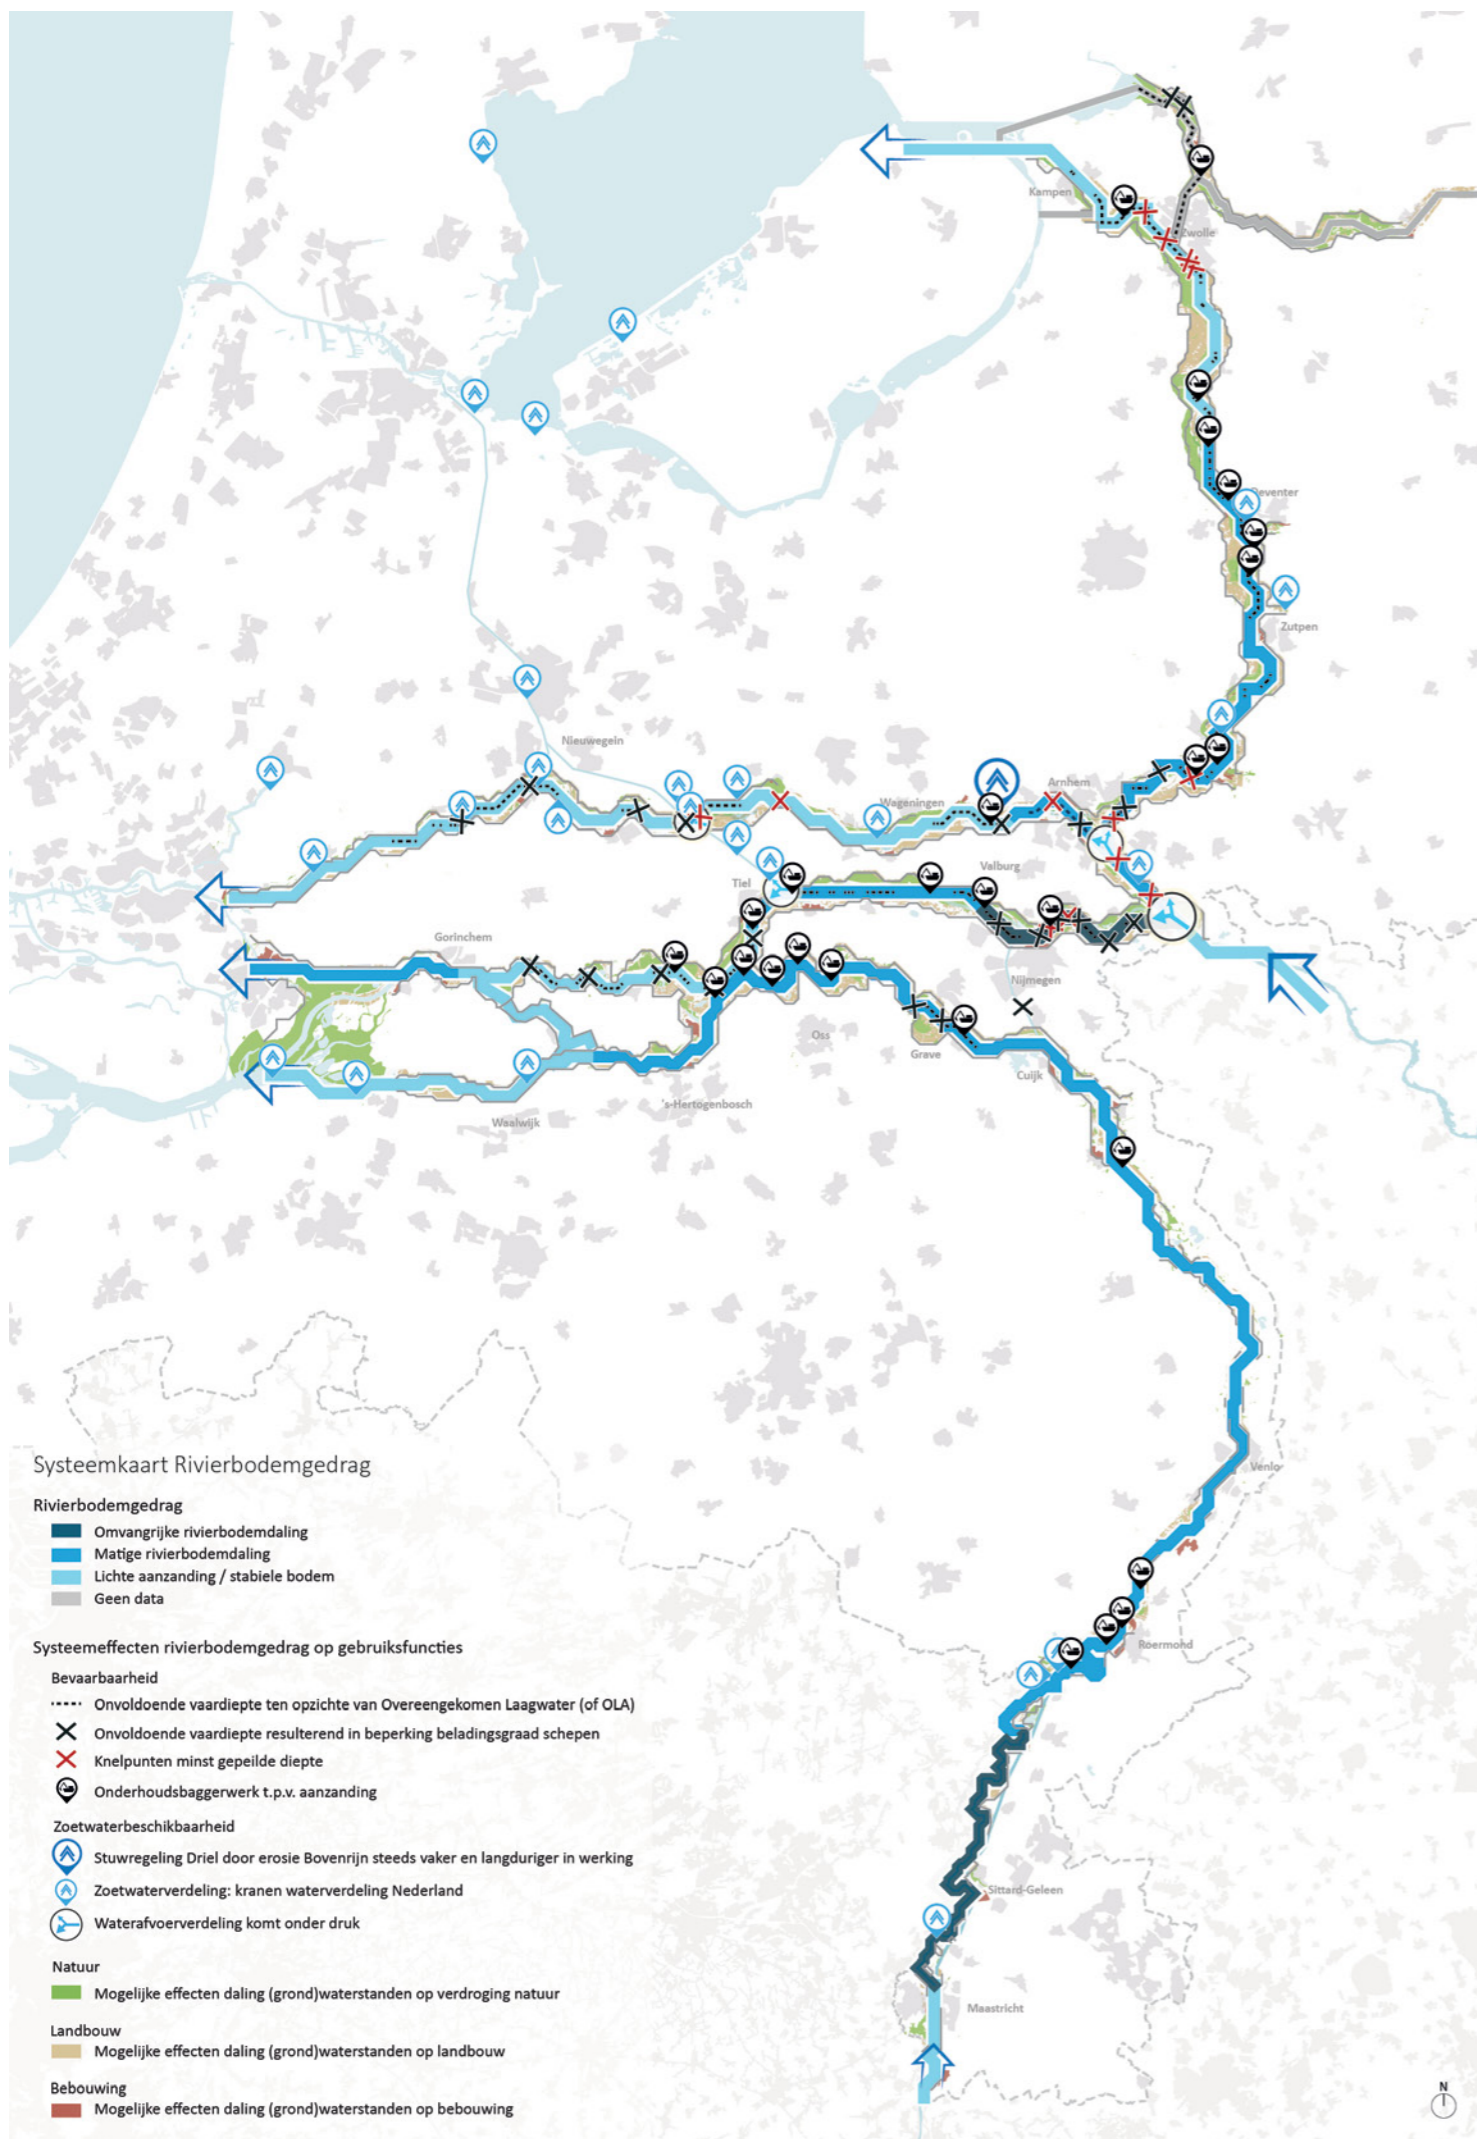 Kampen
Zwolle
Deventer
Zutpen
Nieuwegein
Arnhem
Wageningen
Valburg
Tiel
Gorinchem
Nijmegen
Oss
Grave
Cuijk
's-Hertogenbosch
Waalwijk
Venlo
Roermond
Sittard-Geleen
Maastricht
Systeemkaart Rivierbodemgedrag
Rivierbodemgedrag
Omvangrijke rivierbodemdaling
Matige rivierbodemdaling
Lichte aanzanding / stabiele bodem
Geen data
Systeemeffecten rivierbodemgedrag op gebruiksfuncties
Bevaarbaarheid
Onvoldoende vaardiepte ten opzichte van Overeengekomen Laagwater (of OLA)
Onvoldoende vaardiepte resulterend in beperking beladingsgraad schepen
Knelpunten minst gepeilde diepte
Onderhoudsbaggerwerk t.p.v. aanzanding
Zoetwaterbeschikbaarheid
Stuwregeling Driel door erosie Bovenrijn steeds vaker en langduriger in werking
Zoetwaterverdeling: kranen waterverdeling Nederland
Waterafvoerverdeling komt onder druk
Natuur
Mogelijke effecten daling (grond)waterstanden op verdroging natuur
Landbouw
Mogelijke effecten daling (grond)waterstanden op landbouw
Bebouwing
Mogelijke effecten daling (grond)waterstanden op bebouwing
N